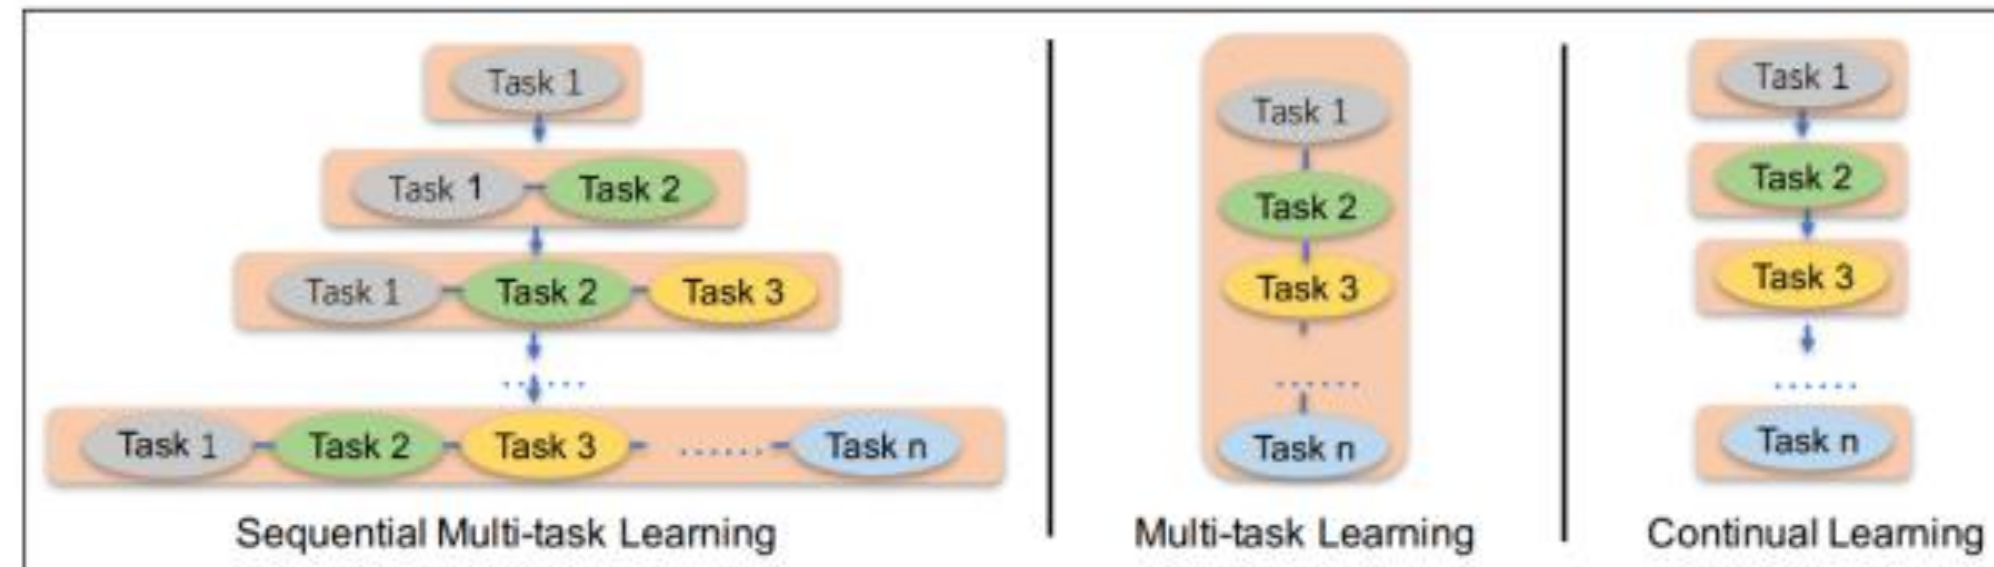 Task 1
Task 1 Task 2
Task 1 Task 2 Task 3
......
Task 1 Task 2 Task 3 ...... Task n
Sequential Multi-task Learning
Task 1
Task 2
Task 3
......
Task n
Multi-task Learning
Task 1
Task 2
Task 3
......
Task n
Continual Learning